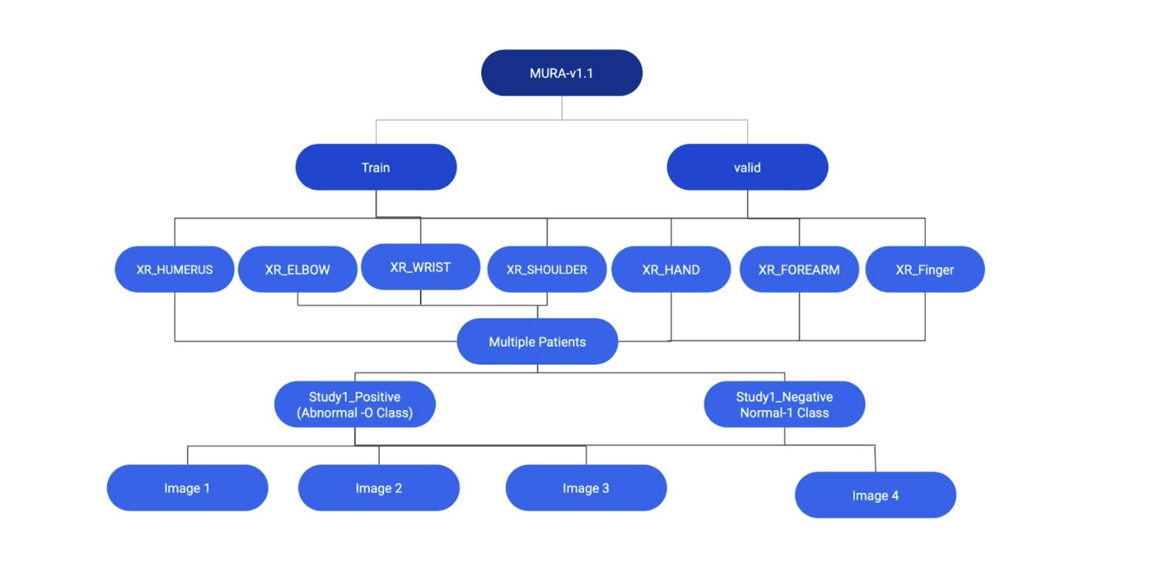 MURA-v1.1
Train
valid
XR_HUMERUS
XR_ELBOW
XR_WRIST
XR_SHOULDER
XR_HAND
XR_FOREARM
XR_Finger
Multiple Patients
Study1_Positive
(Abnormal -O Class)
Study1_Negative
Normal-1 Class
Image 1
Image 2
Image 3
Image 4